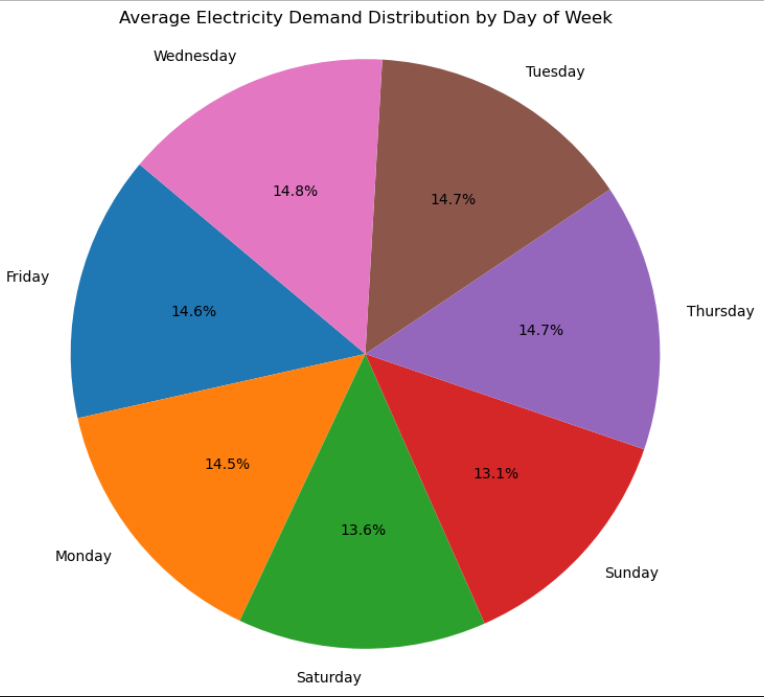 Average Electricity Demand Distribution by Day of Week
Wednesday
Tuesday
14.8%
14.7%
Friday
14.6%
Thursday
14.7%
14.5%
13.1%
13.6%
Monday
Sunday
Saturday